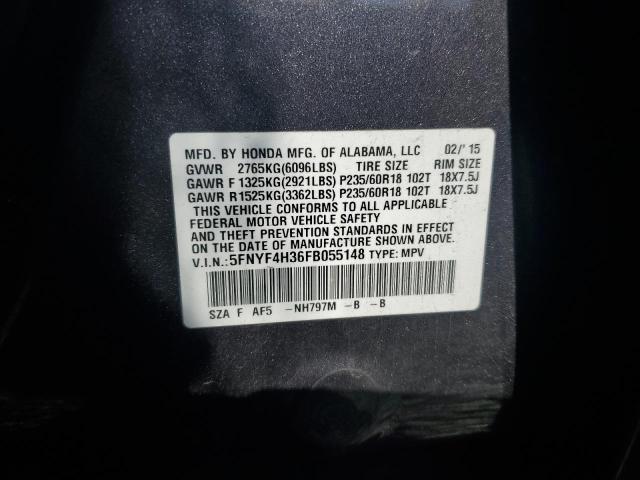 MFD. BY HONDA MFG. OF ALABAMA, LLC 02/'15
GVWR 2765KG(6096LBS) TIRE SIZE RIM SIZE
GAWR F 1325KG(2921LBS) P235/60R18 102T 18X7.5J
GAWR R1525KG(3362LBS) P235/60R18 102T 18X7.5J
THIS VEHICLE CONFORMS TO ALL APPLICABLE
FEDERAL MOTOR VEHICLE SAFETY
AND THEFT PREVENTION STANDARDS IN EFFECT
ON THE DATE OF MANUFACTURE SHOWN ABOVE.
V.I.N.: 5FNYF4H36FB055148 TYPE: MPV
SZA F AF5 -NH797M -B -B